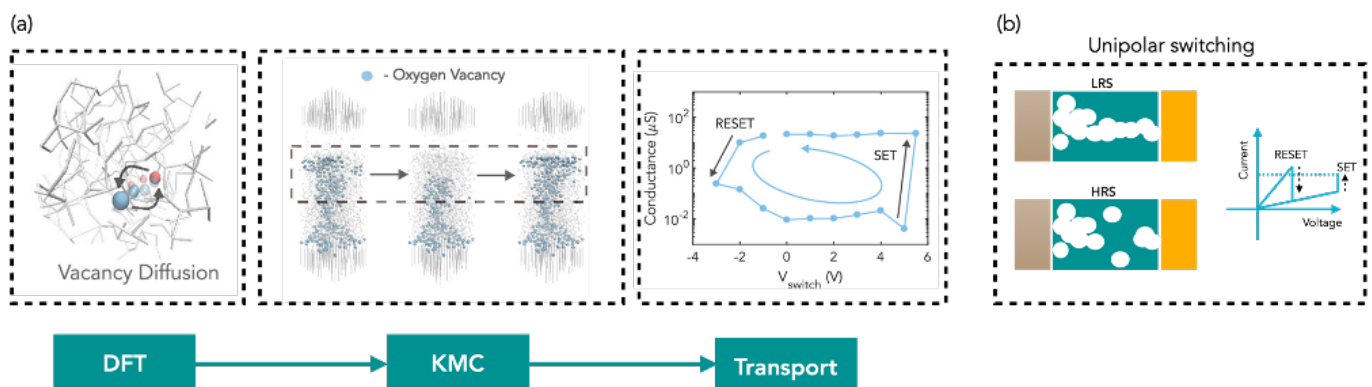 (a)
Vacancy Diffusion
- Oxygen Vacancy
Conductance (µS)
10²
10⁰
10⁻²
-4
-2
0
2
4
6
V_switch (V)
RESET
SET
DFT
KMC
Transport
(b)
Unipolar switching
LRS
HRS
Current
RESET
SET
Voltage